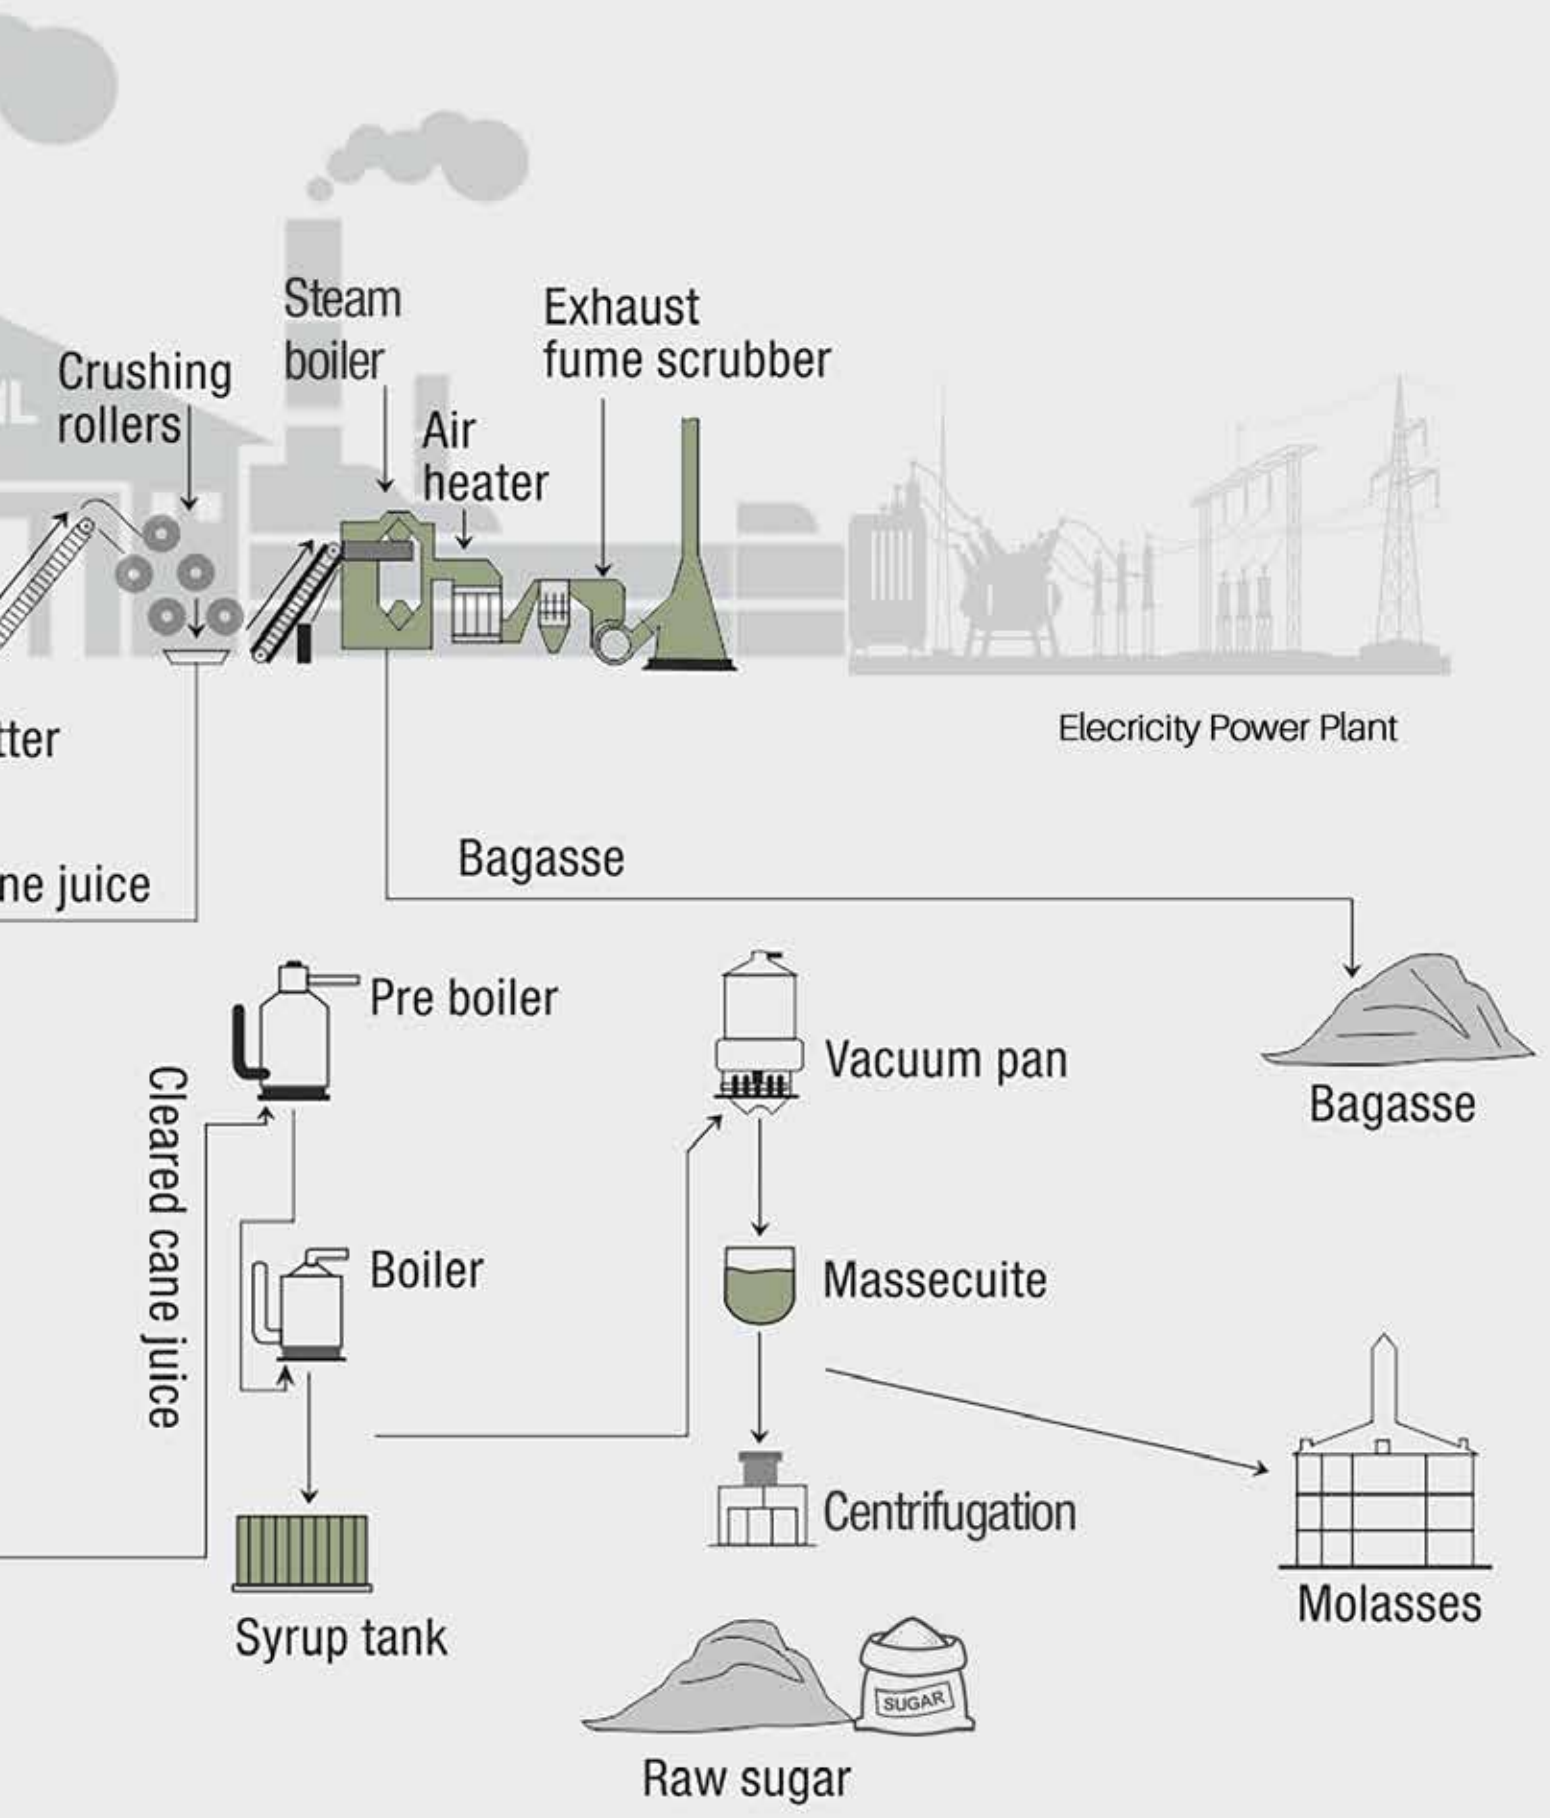 Steam
boiler
Exhaust
fume scrubber
Crushing
rollers
Air
heater
Elecricity Power Plant
Bagasse
ne juice
Pre boiler
Vacuum pan
Bagasse
Cleared cane juice
Boiler
Massecuite
Centrifugation
Molasses
Syrup tank
SUGAR
Raw sugar